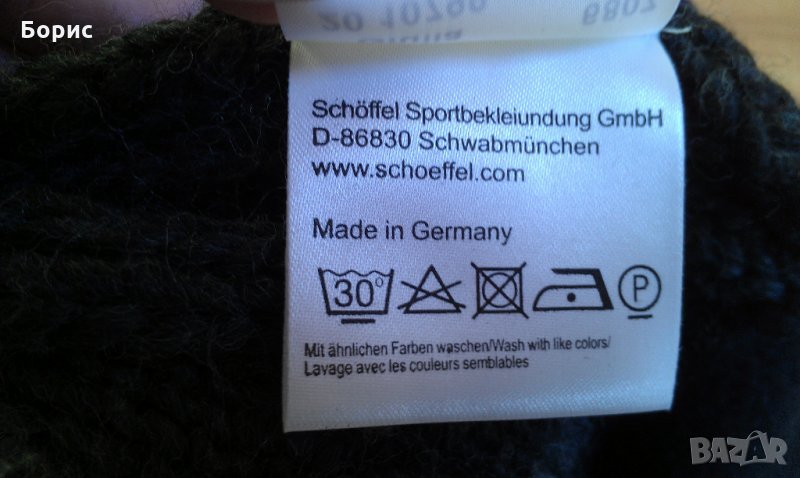 Борис
Schöffel Sportbekleiundung GmbH
D-86830 Schwabmünchen
www.schoeffel.com
Made in Germany
30°
P
Mit ähnlichen Farben waschen/Wash with like colors/
Lavage avec les couleurs semblables
BAZAR